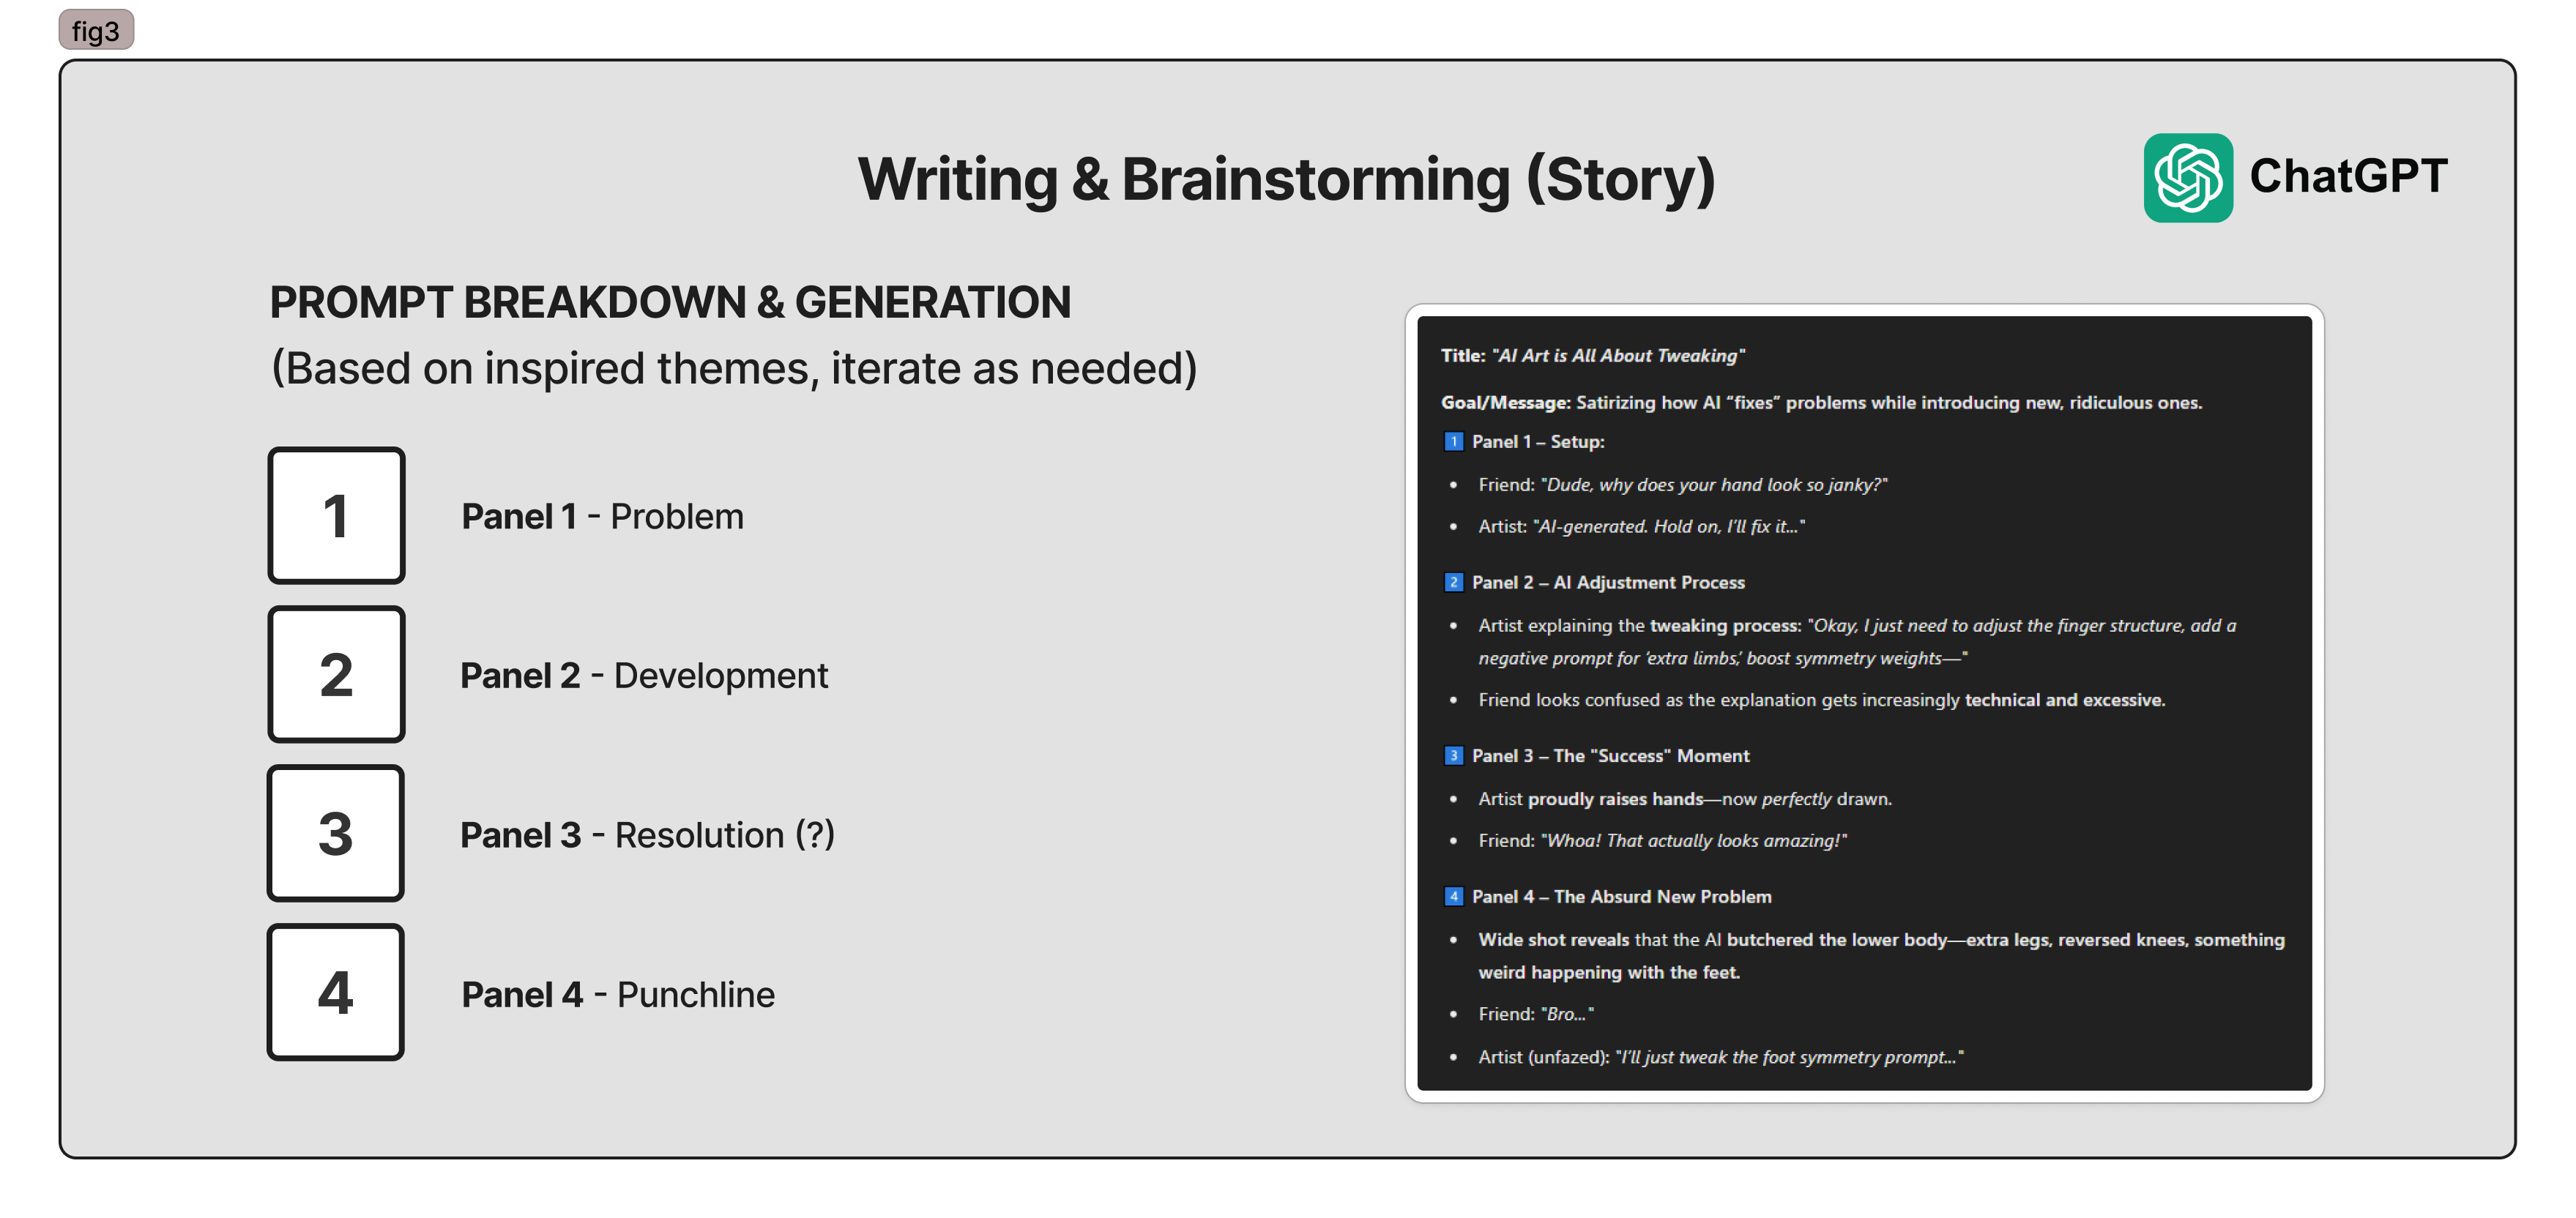 fig3
Writing & Brainstorming (Story)
ChatGPT
PROMPT BREAKDOWN & GENERATION
(Based on inspired themes, iterate as needed)
1
Panel 1 - Problem
2
Panel 2 - Development
3
Panel 3 - Resolution (?)
4
Panel 4 - Punchline
Title: "AI Art is All About Tweaking"
Goal/Message: Satirizing how AI “fixes” problems while introducing new, ridiculous ones.
1 Panel 1 – Setup:
• Friend: "Dude, why does your hand look so janky?"
• Artist: "AI-generated. Hold on, I’ll fix it..."
2 Panel 2 – AI Adjustment Process
• Artist explaining the tweaking process: "Okay, I just need to adjust the finger structure, add a
negative prompt for ‘extra limbs,’ boost symmetry weights—"
• Friend looks confused as the explanation gets increasingly technical and excessive.
3 Panel 3 – The "Success" Moment
• Artist proudly raises hands—now perfectly drawn.
• Friend: "Whoa! That actually looks amazing!"
4 Panel 4 – The Absurd New Problem
• Wide shot reveals that the AI butchered the lower body—extra legs, reversed knees, something
weird happening with the feet.
• Friend: "Bro..."
• Artist (unfazed): "I’ll just tweak the foot symmetry prompt..."